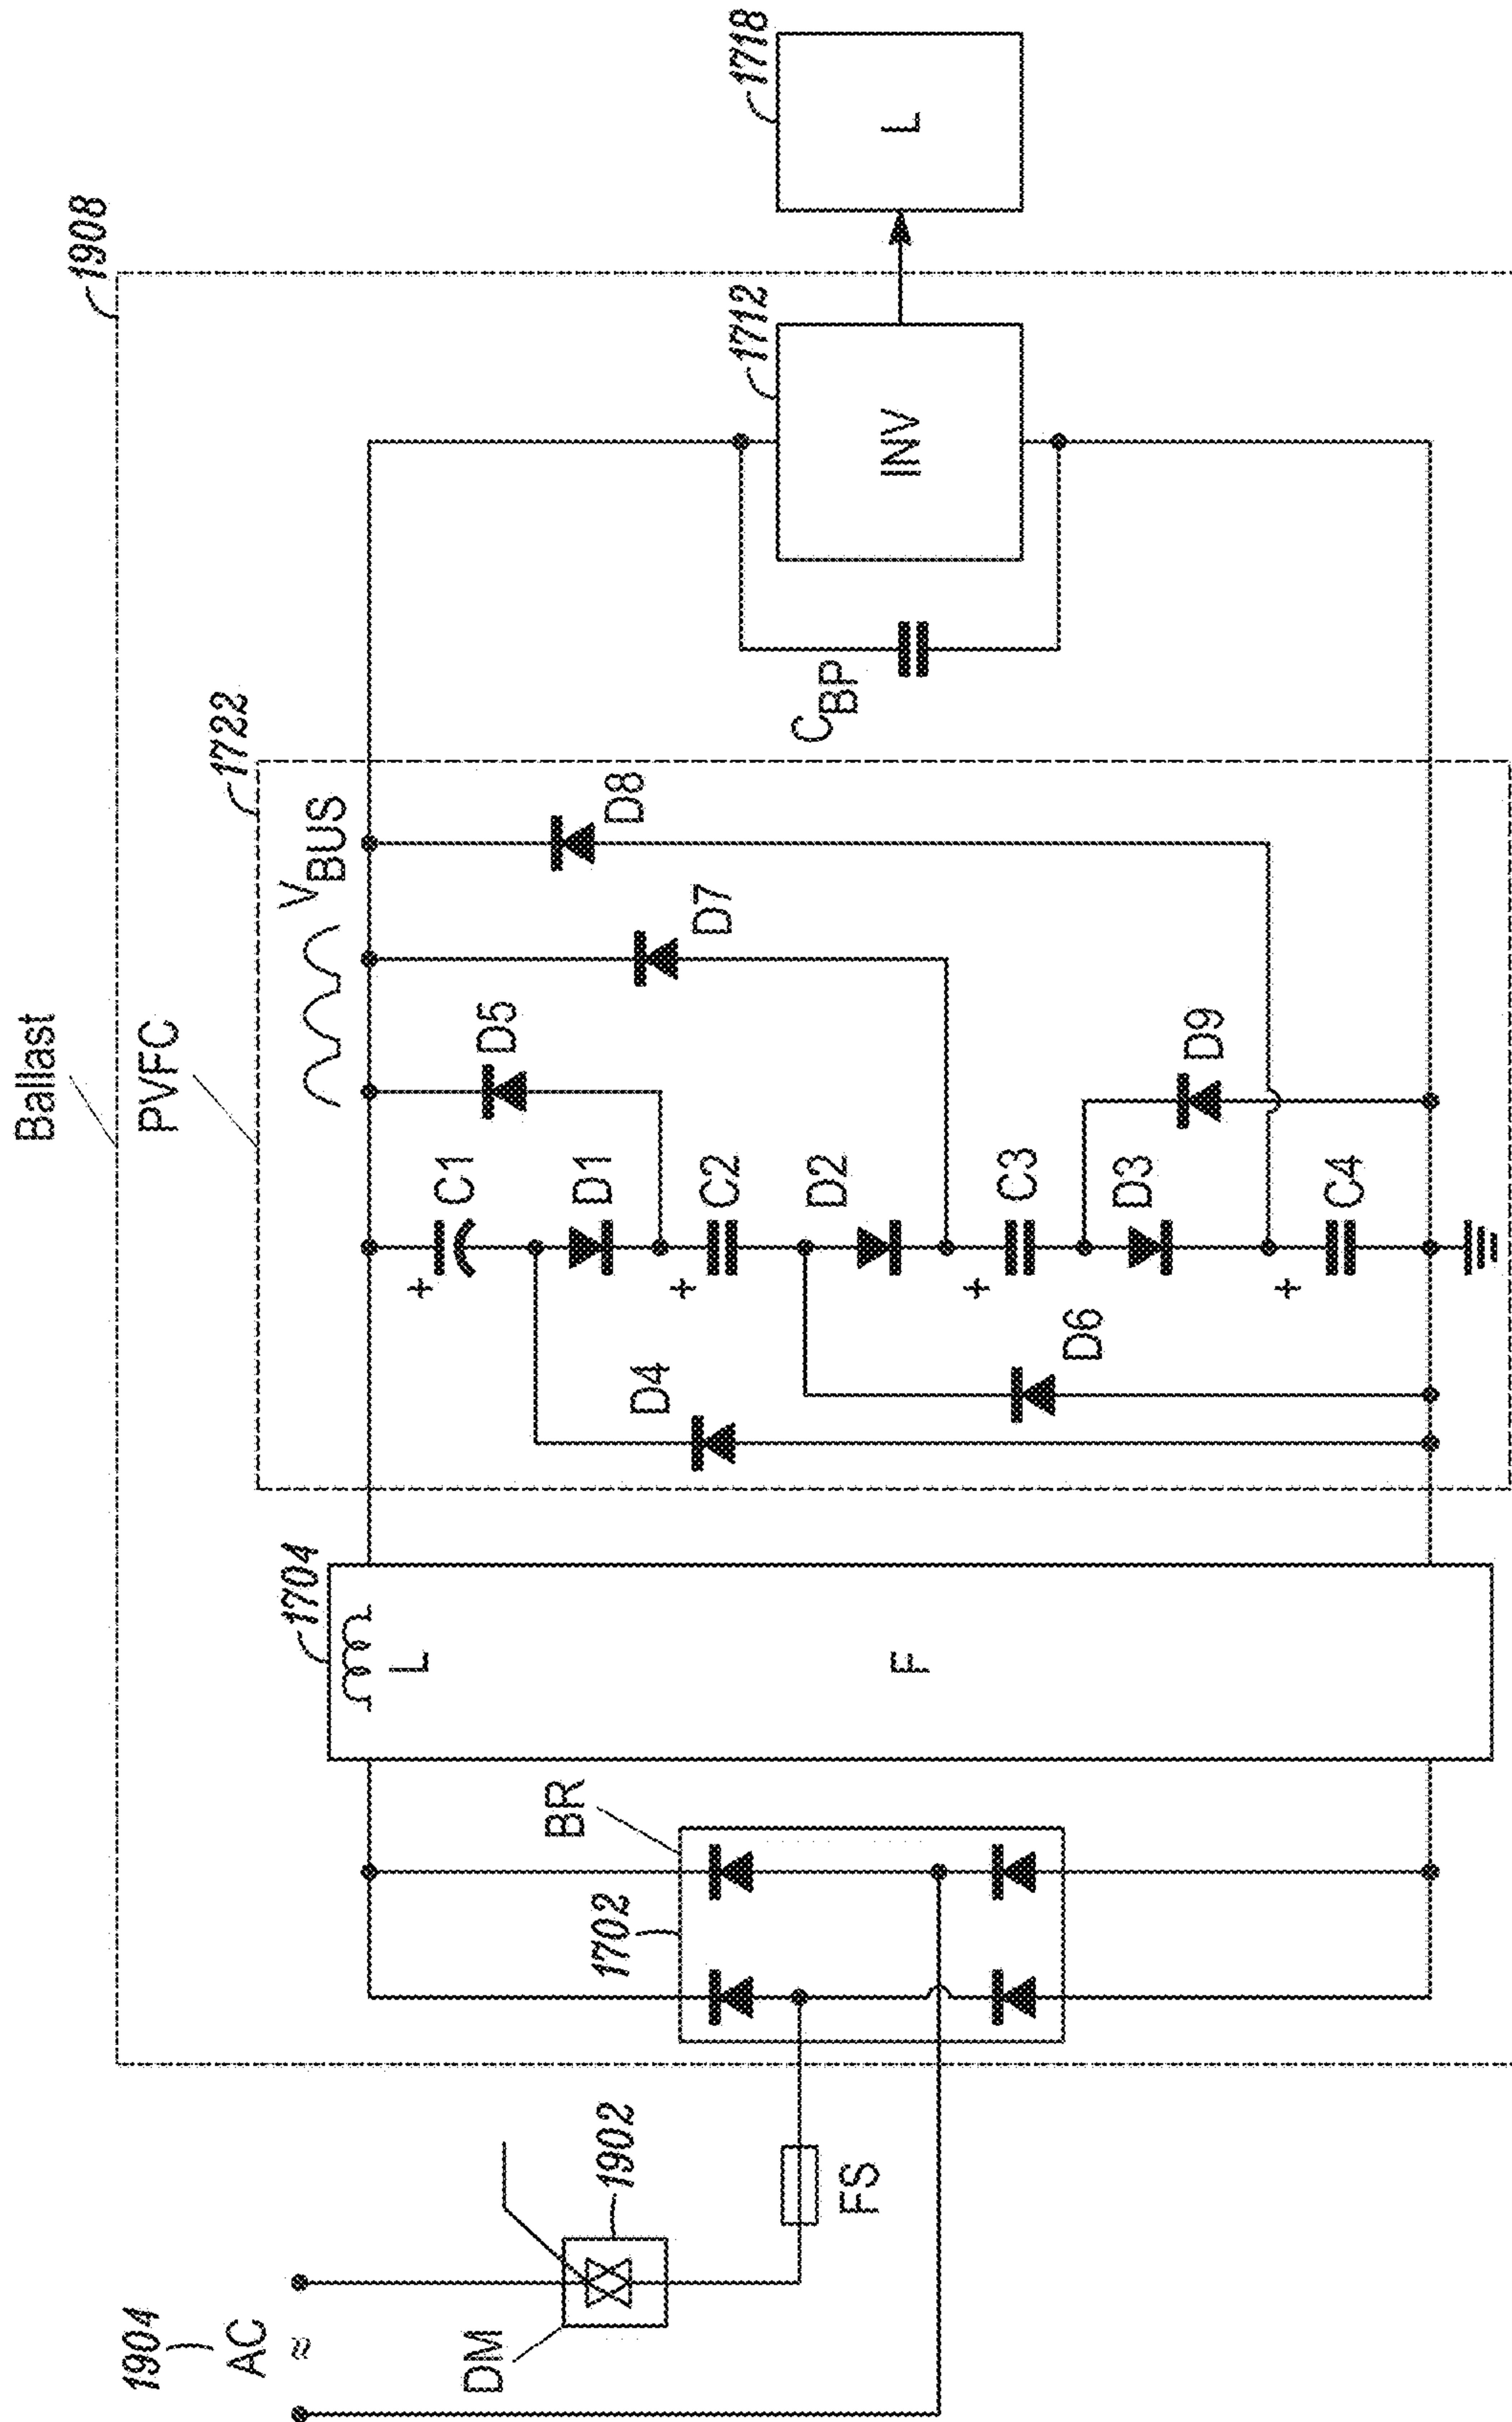 Ballast
1908
PVFC
1722
V BUS
1704
L
F
BR
1702
1904
AC
≈
DM
1902
FS
+
C1
D1
D5
+
C2
D2
D4
D7
D8
+
C3
D3
D6
D9
+
C4
C BP
1712
INV
1718
L